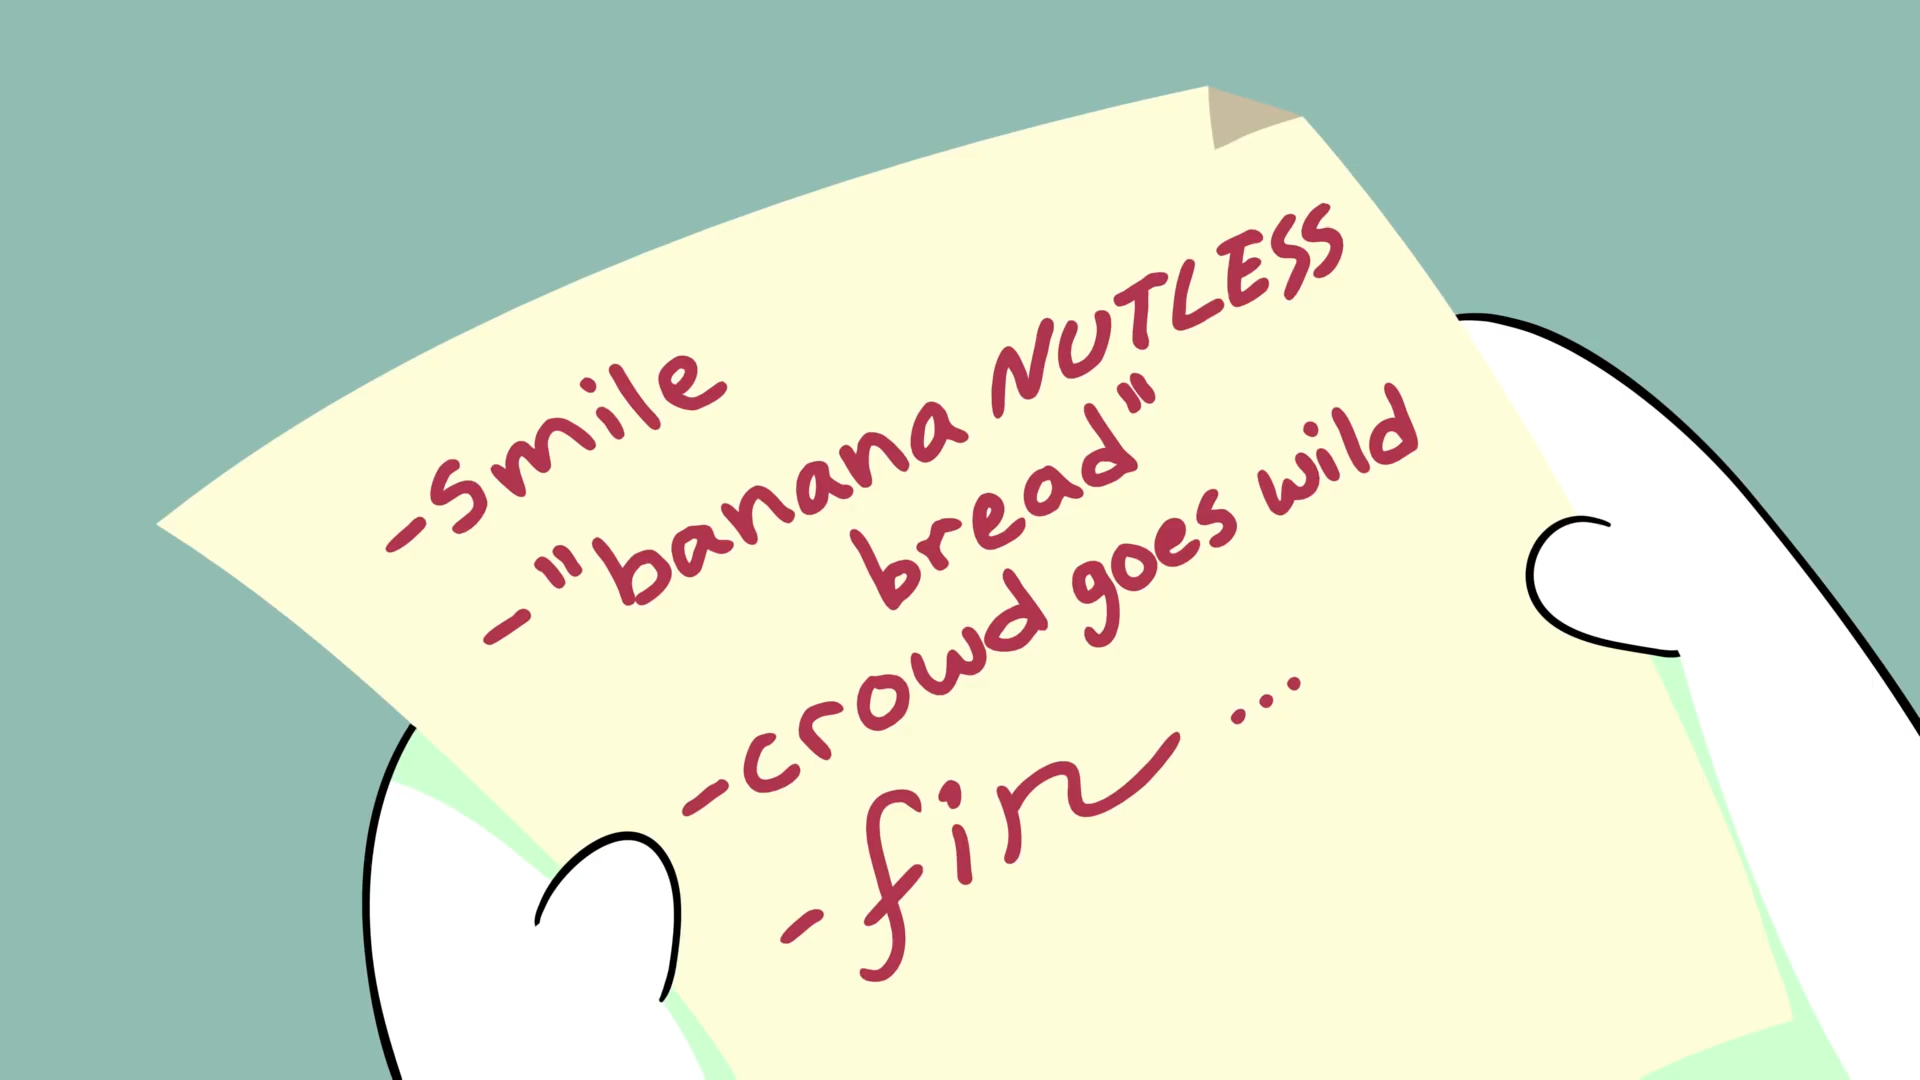 -smile
-"banana NUTLESS
bread"
-crowd goes wild
-fin...